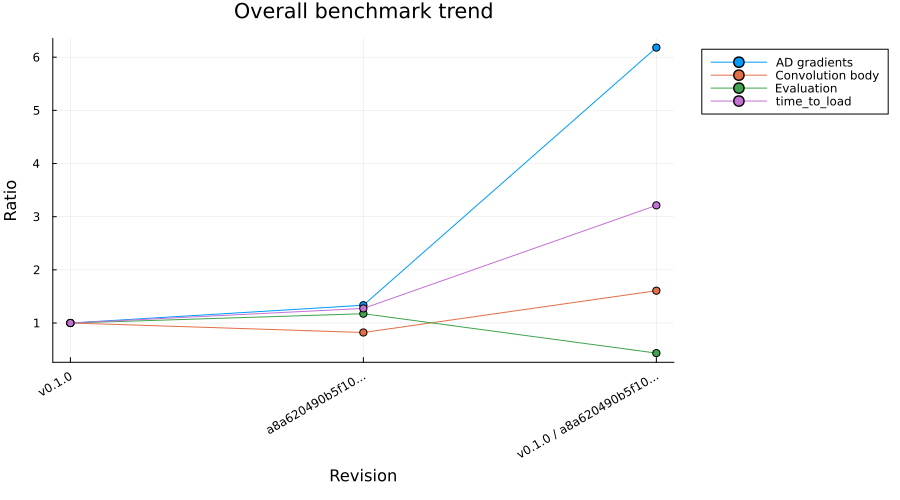 Overall benchmark trend
AD gradients
Convolution body
Evaluation
time_to_load
Ratio
6
5
4
3
2
1
v0.1.0
a8a620490b5f10...
v0.1.0 / a8a620490b5f10...
Revision